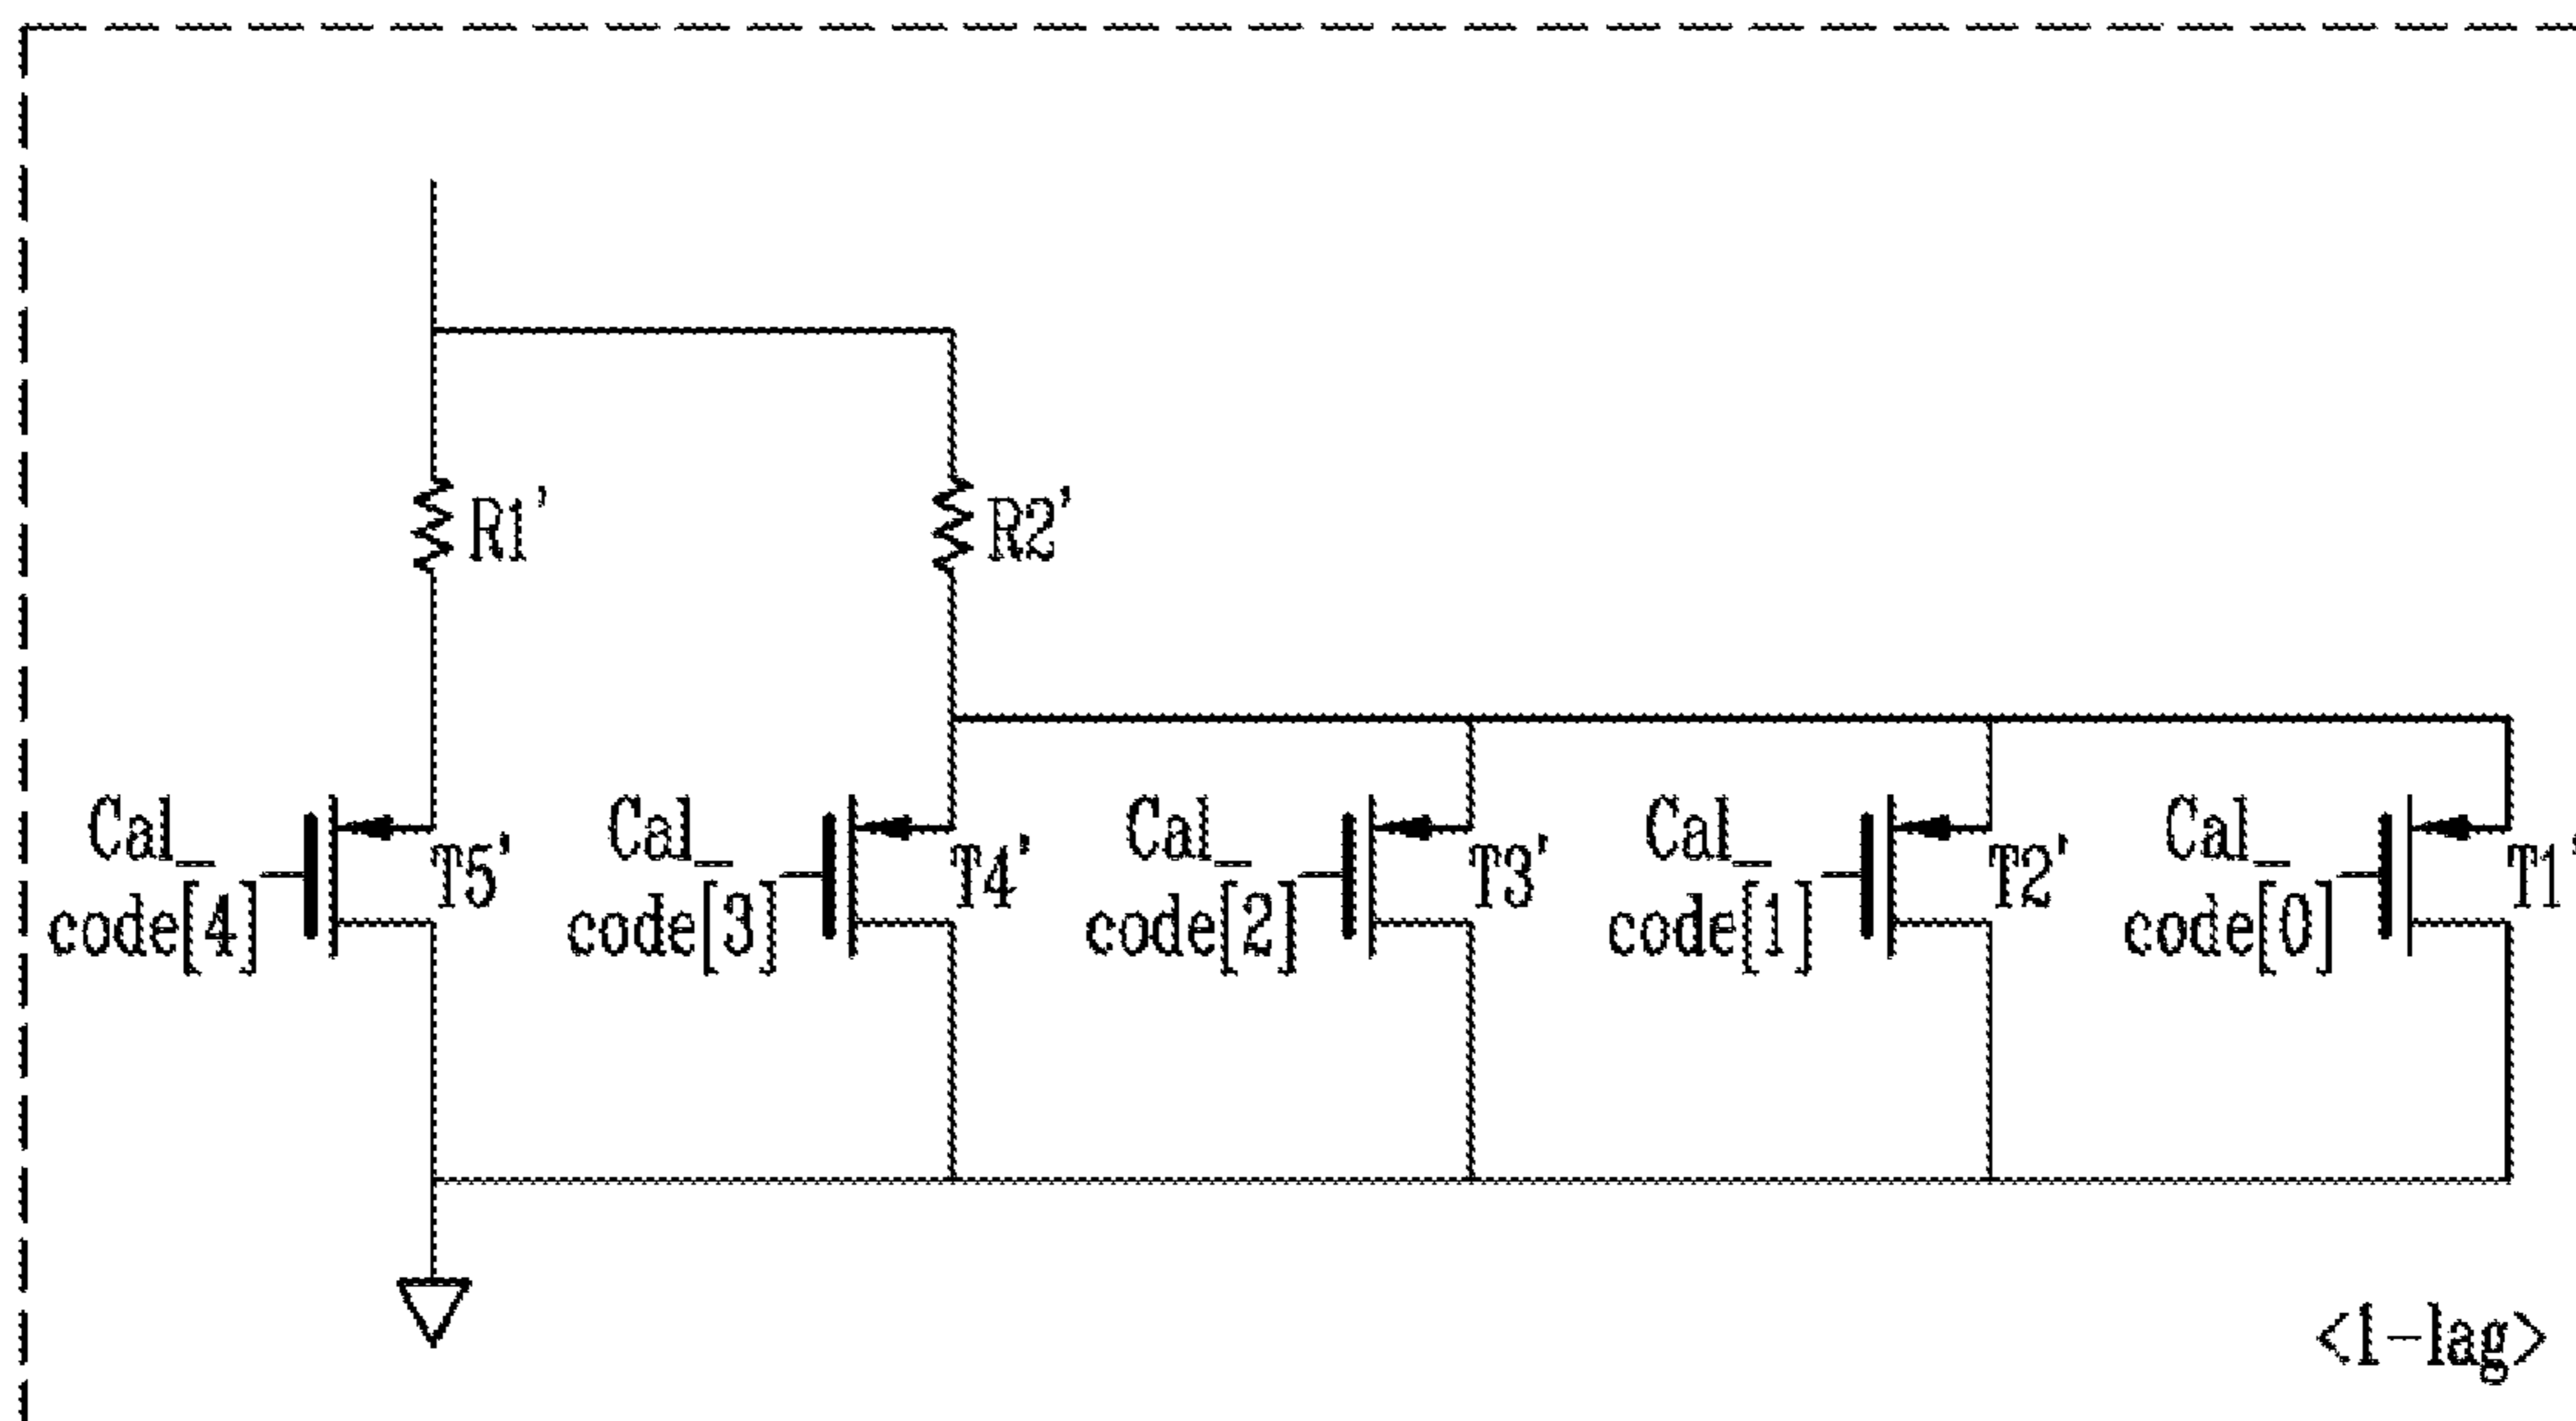 R1'
R2'
Cal_
code[4]
T5'
Cal_
code[3]
T4'
Cal_
code[2]
T3'
Cal_
code[1]
T2'
Cal_
code[0]
T1'
<1-lag>